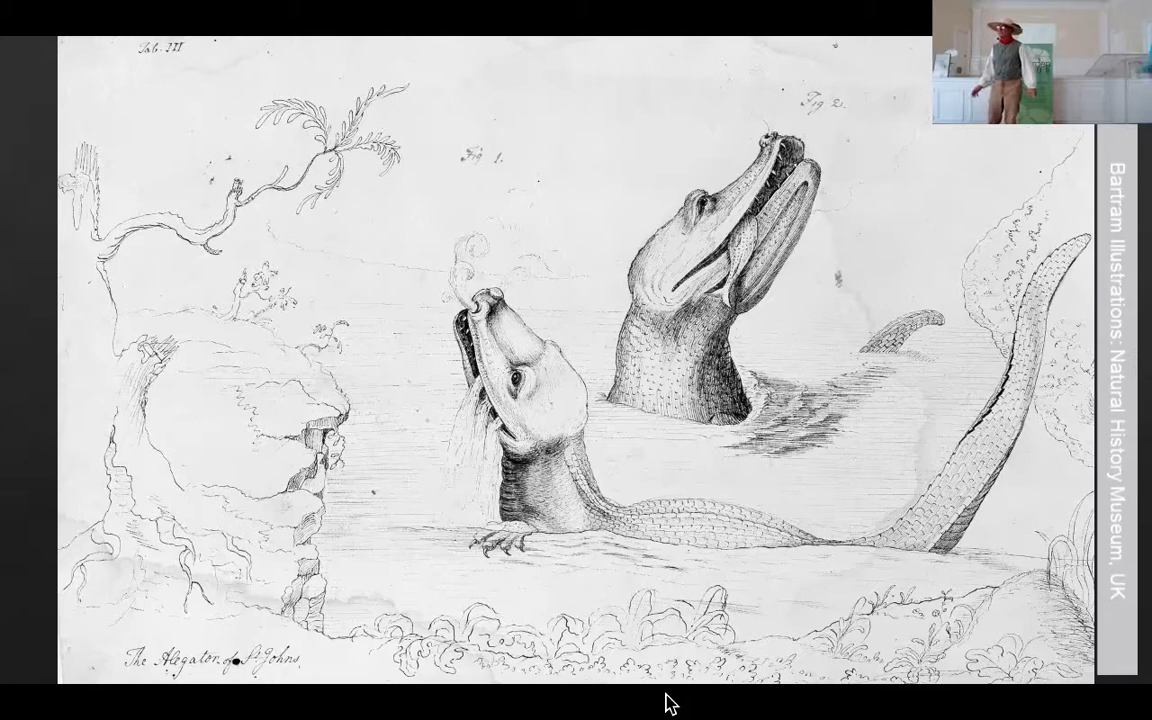 Tab. III
Fig 1.
Fig 2.
The Alegator of St. Johns.
Bartram Illustrations: Natural History Museum, UK